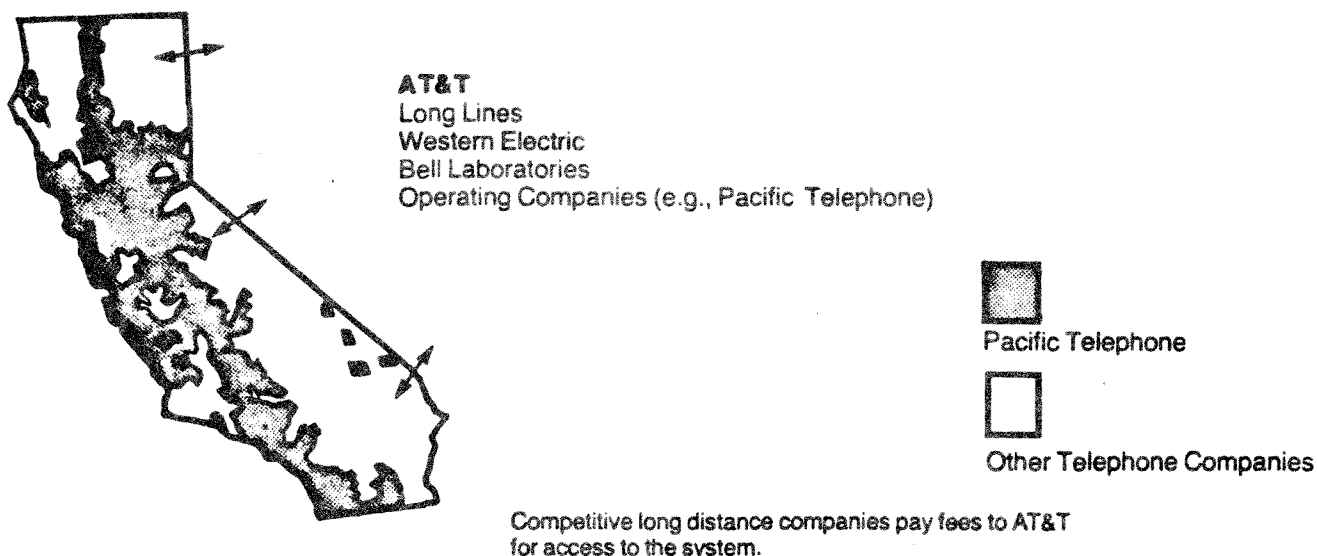 AT&T
Long Lines
Western Electric
Bell Laboratories
Operating Companies (e.g., Pacific Telephone)
Pacific Telephone
Other Telephone Companies
Competitive long distance companies pay fees to AT&T
for access to the system.